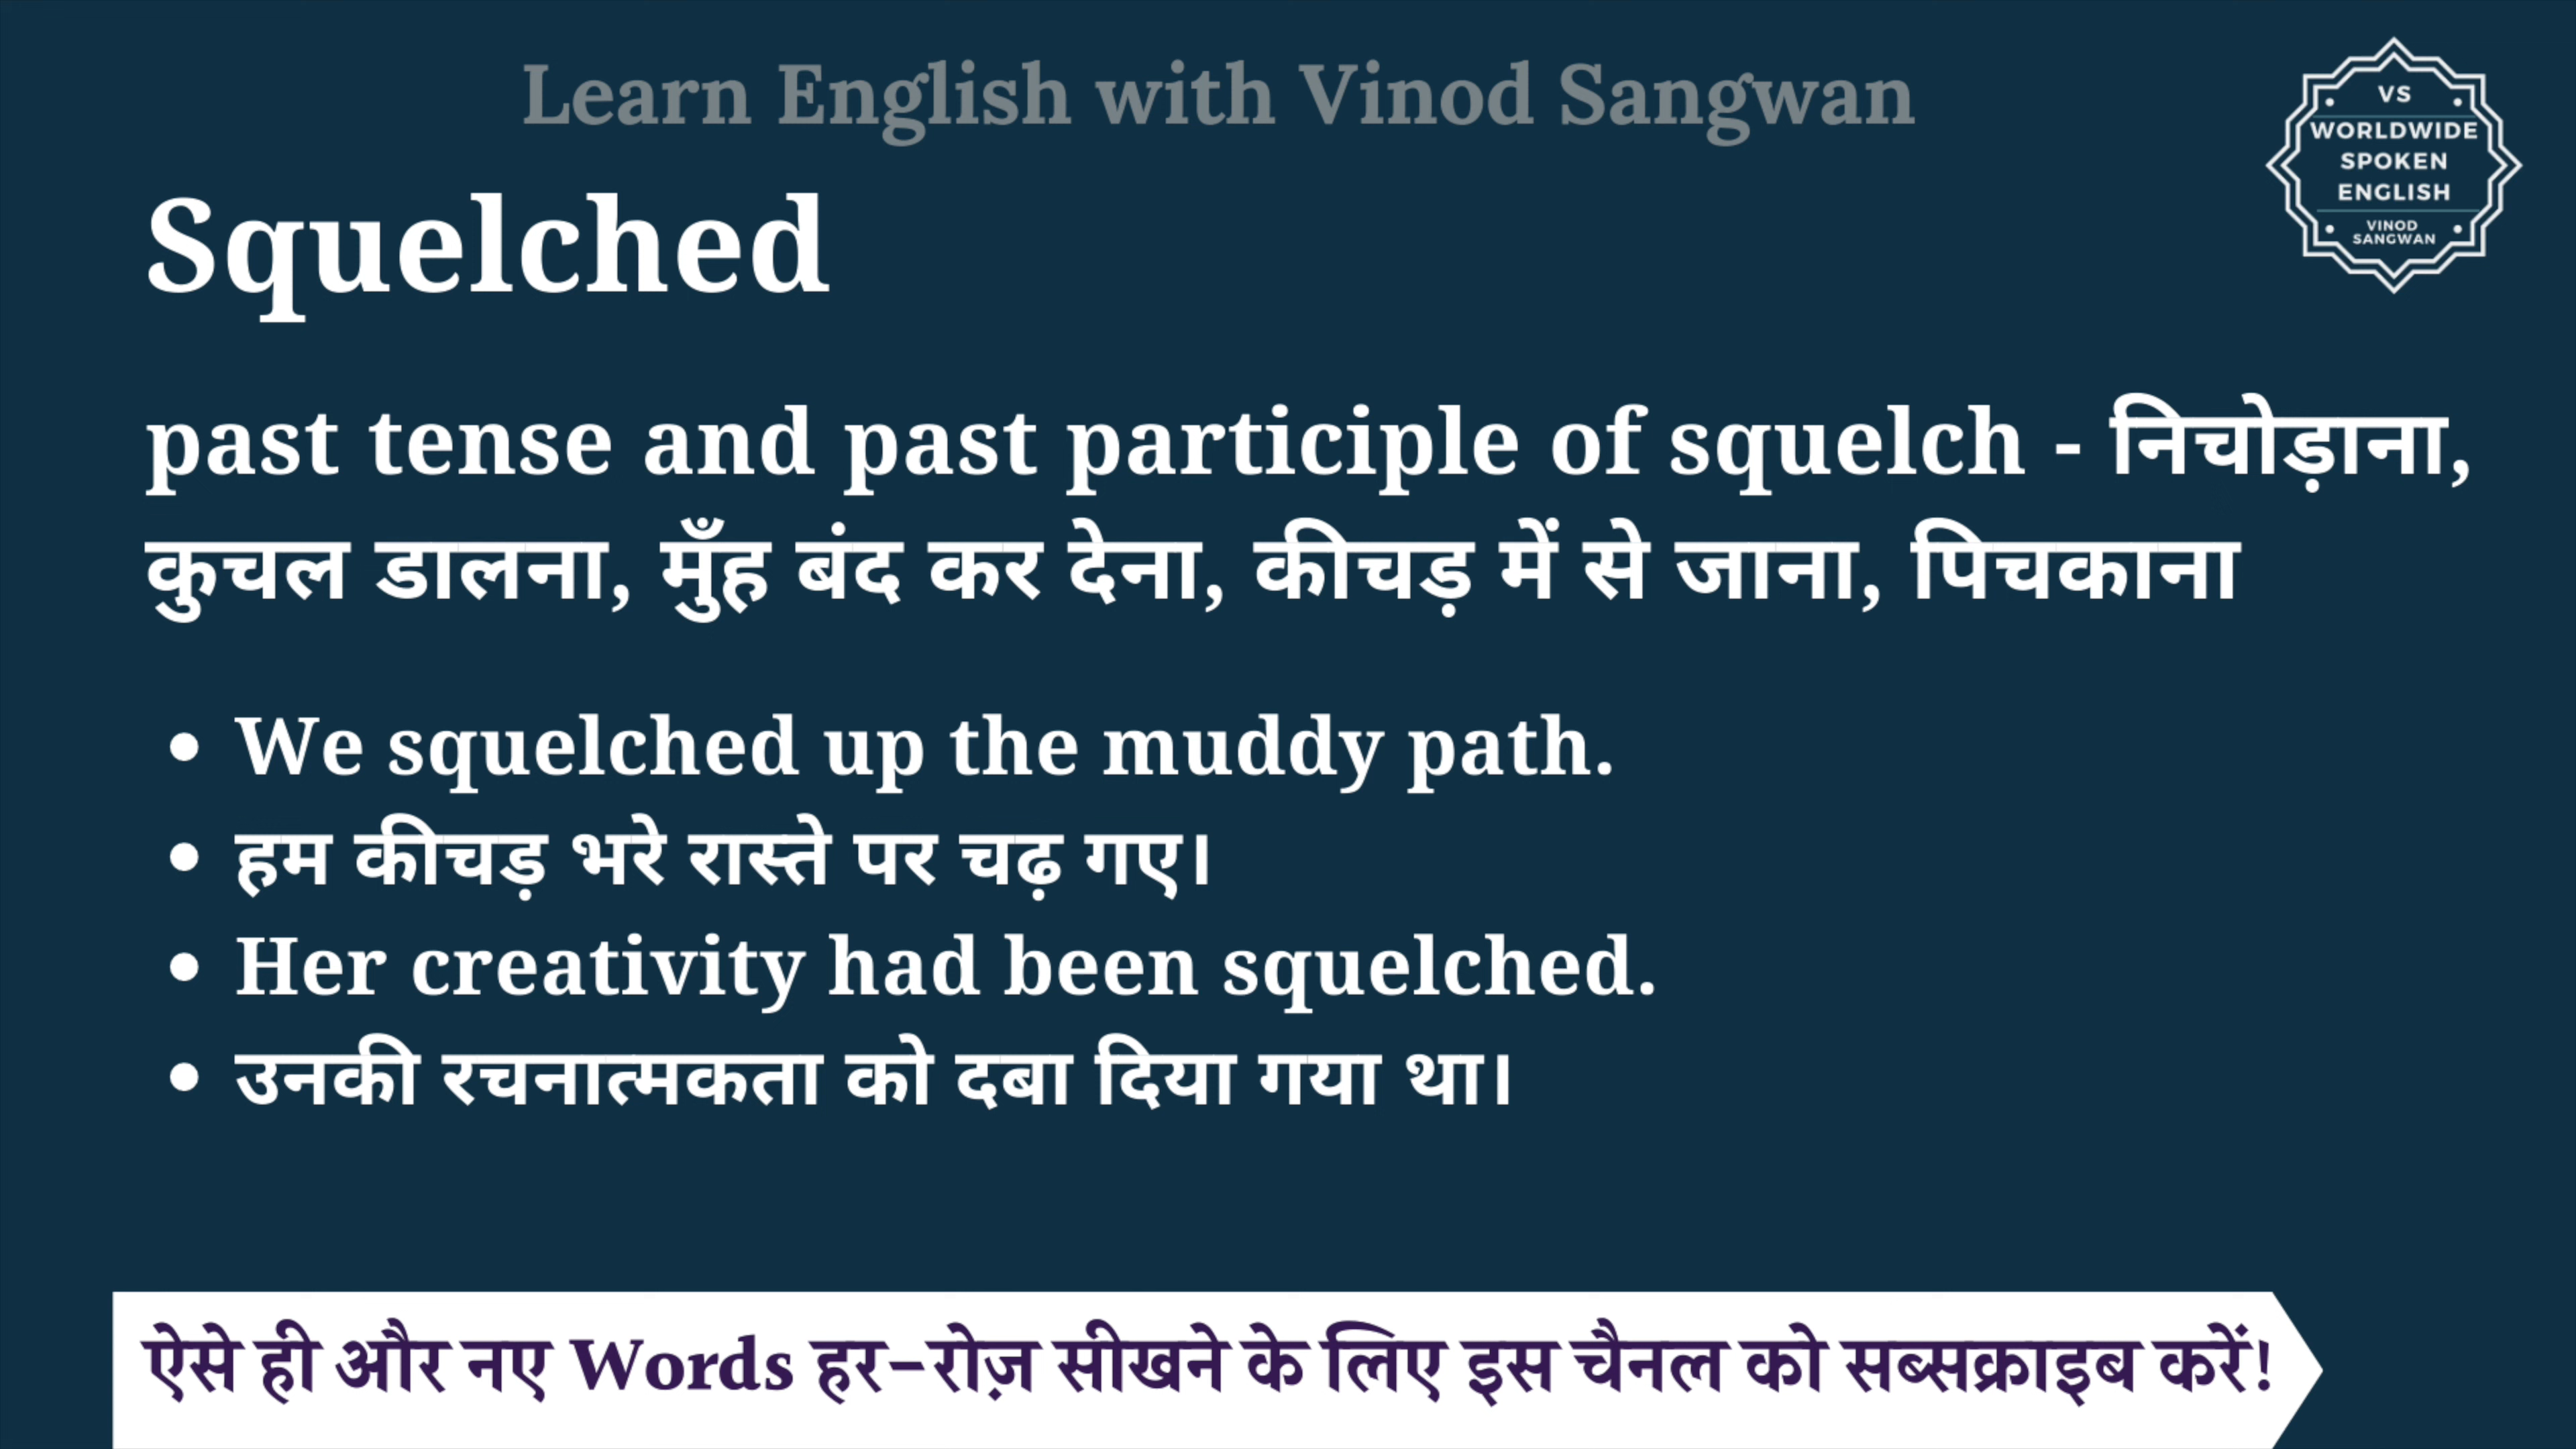 Learn English with Vinod Sangwan
VS
WORLDWIDE
SPOKEN
ENGLISH
VINOD
SANGWAN
Squelched
past tense and past participle of squelch - निचोड़ाना,
कुचल डालना, मुँह बंद कर देना, कीचड़ में से जाना, पिचकाना
• We squelched up the muddy path.
• हम कीचड़ भरे रास्ते पर चढ़ गए।
• Her creativity had been squelched.
• उनकी रचनात्मकता को दबा दिया गया था।
ऐसे ही और नए Words हर-रोज़ सीखने के लिए इस चैनल को सब्सक्राइब करें!